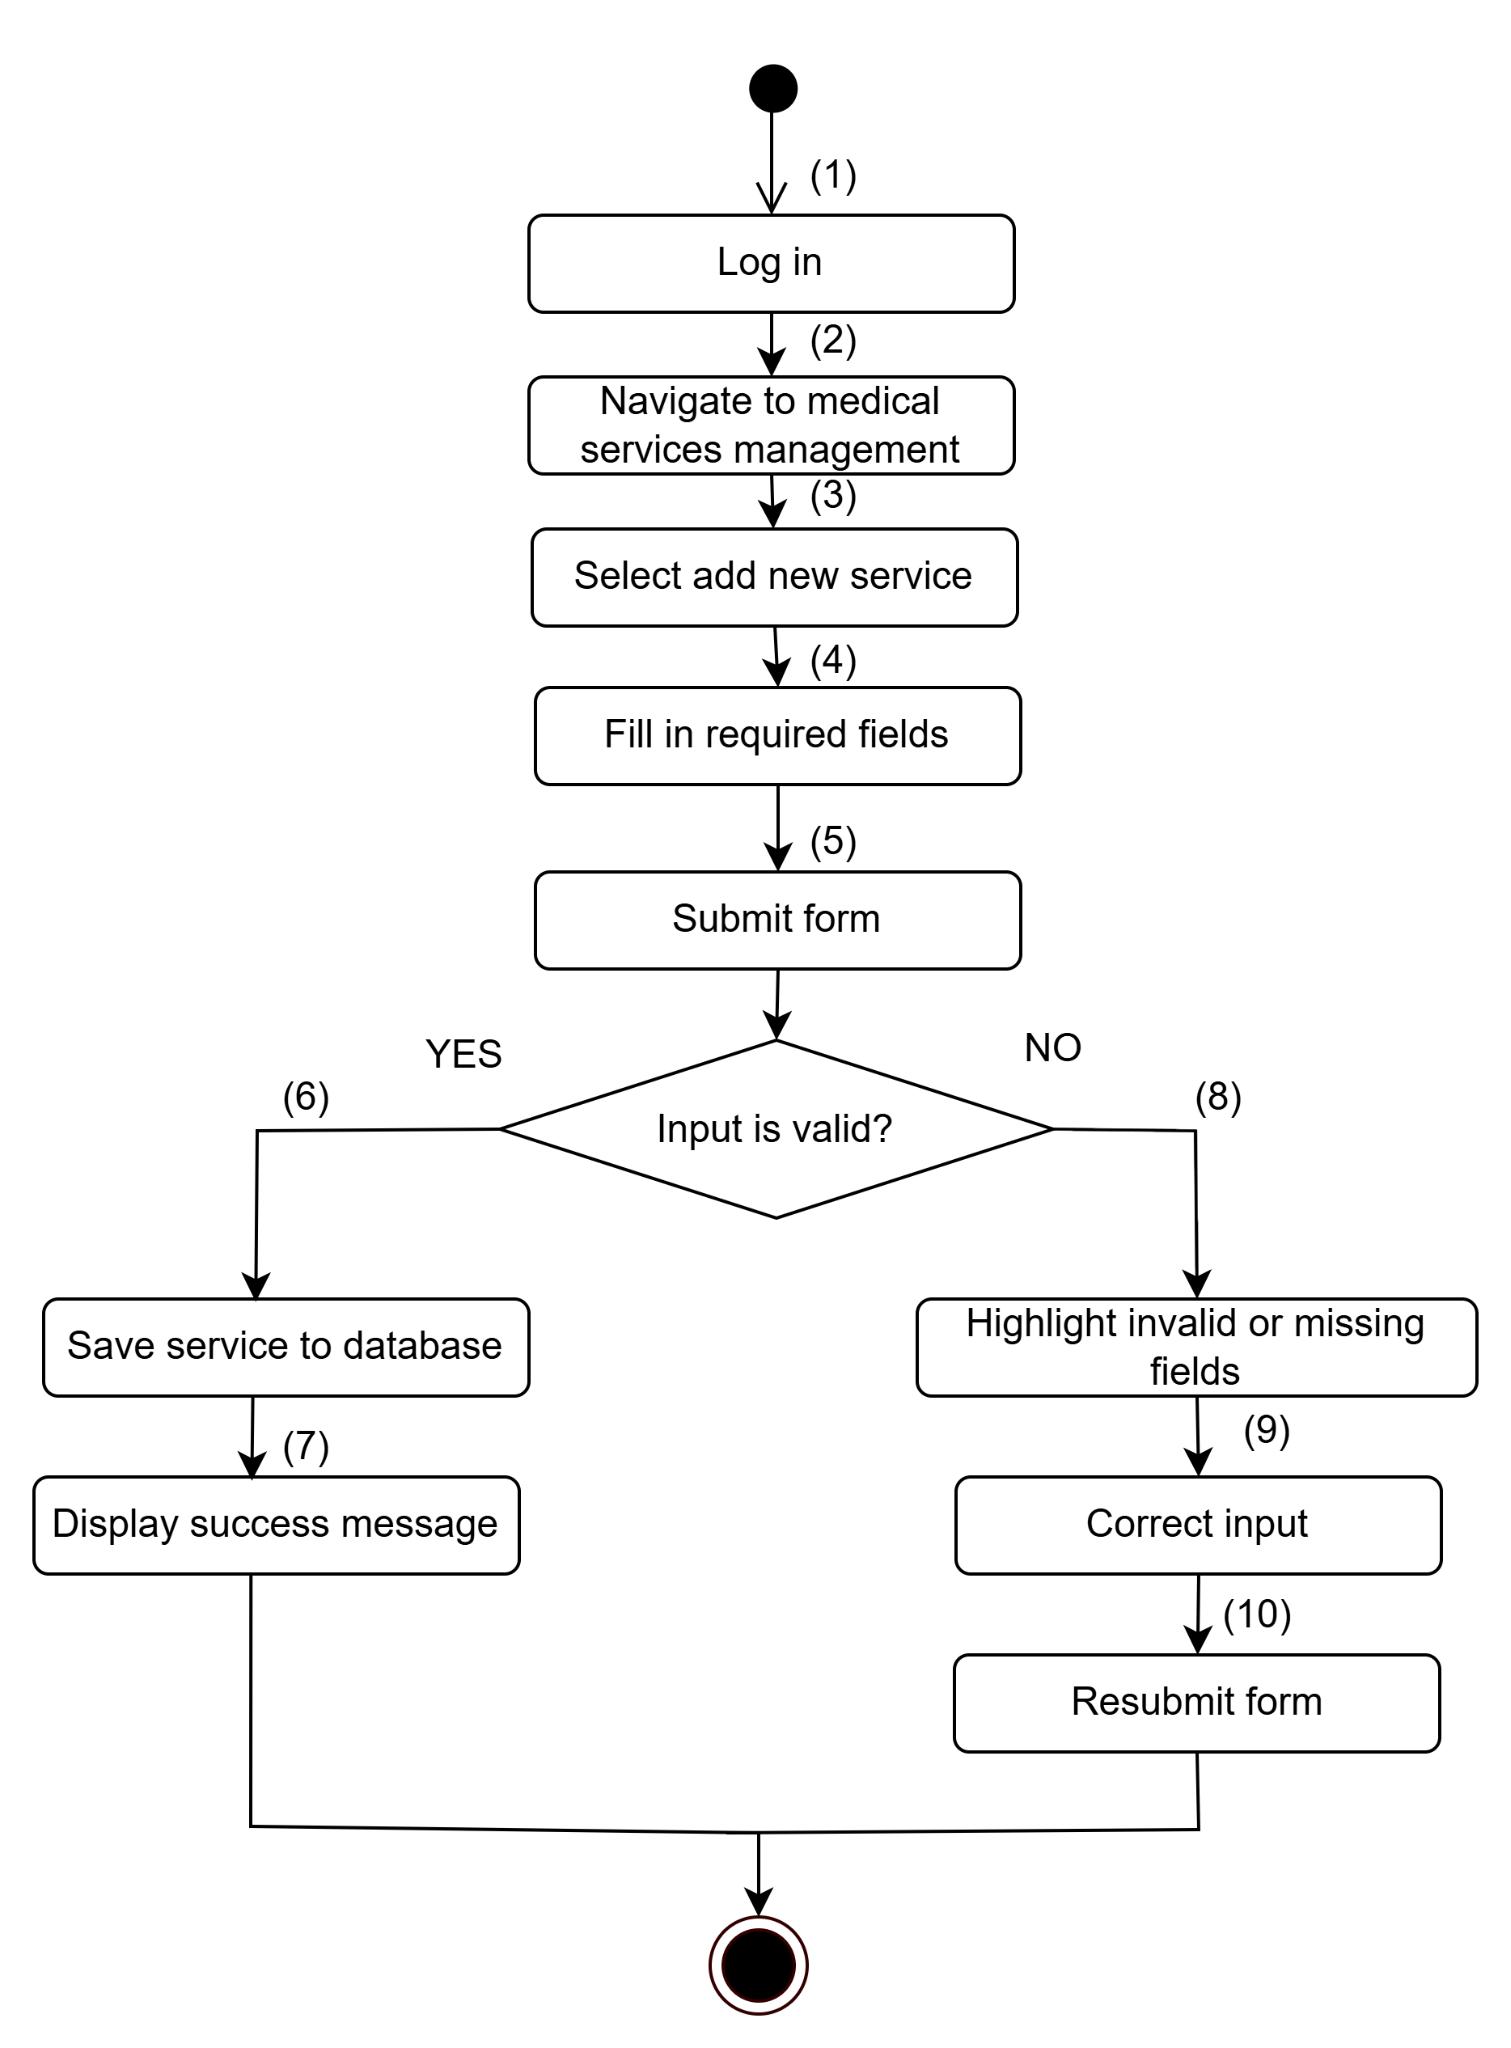 (1)
Log in
(2)
Navigate to medical
services management
(3)
Select add new service
(4)
Fill in required fields
(5)
Submit form
YES
NO
(6)
(8)
Input is valid?
Save service to database
Highlight invalid or missing
fields
(7)
(9)
Display success message
Correct input
(10)
Resubmit form